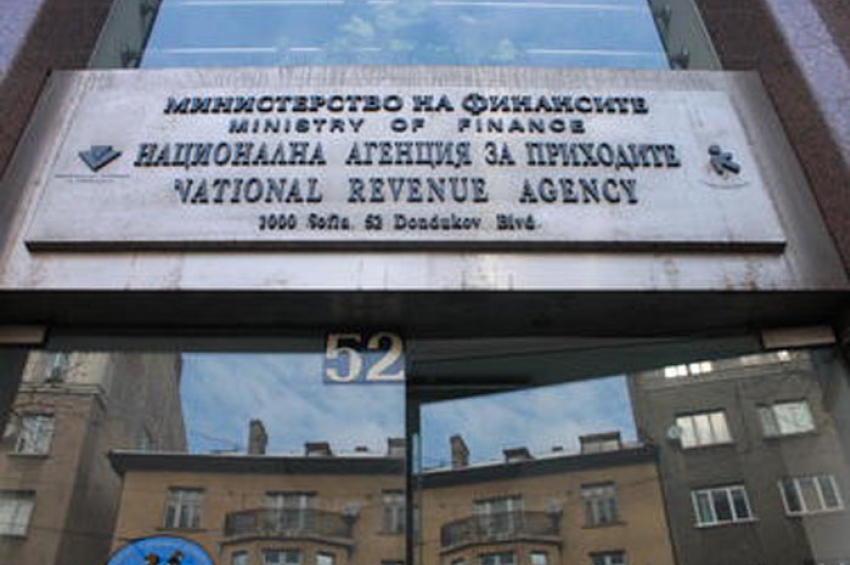 МИНИСТЕРСТВО НА ФИНАНСИТЕ
MINISTRY OF FINANCE
НАЦИОНАЛНА АГЕНЦИЯ ЗА ПРИХОДИТЕ
NATIONAL REVENUE AGENCY
1000 Sofia 52 Dondukov Blvd.
52